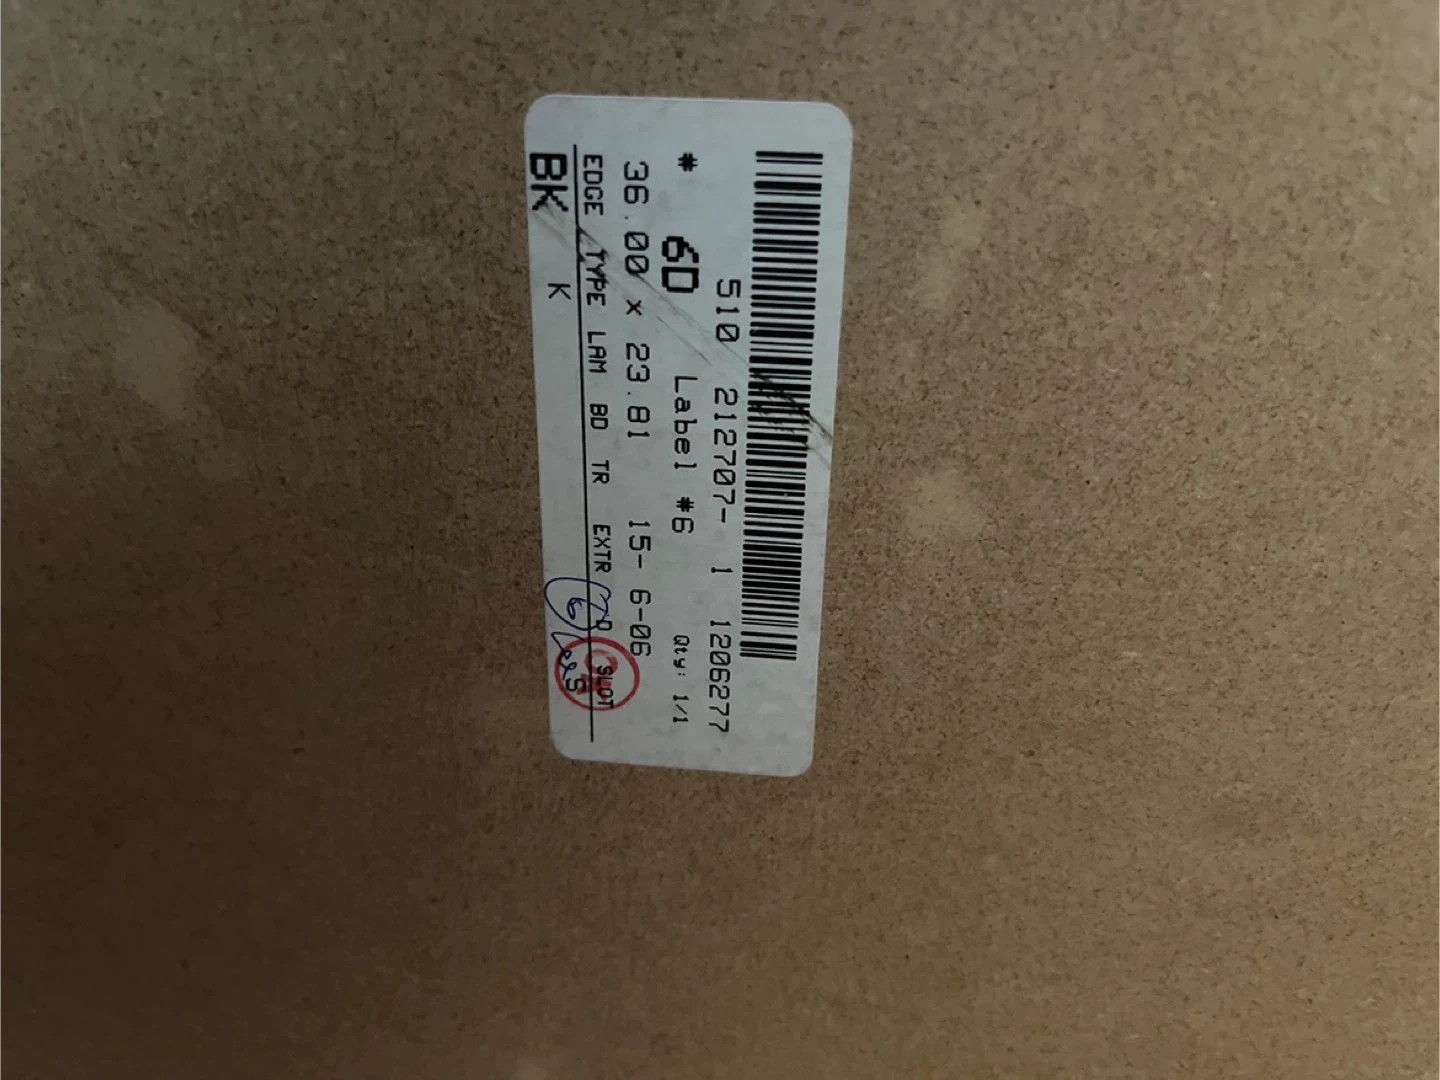 510 212707- 1 1206277
# 6D Label #6 Qty: 1/1
36.00 x 23.81 15- 6-06
EDGE TYPE LAM BD TR EXTR SLOT
BK K S